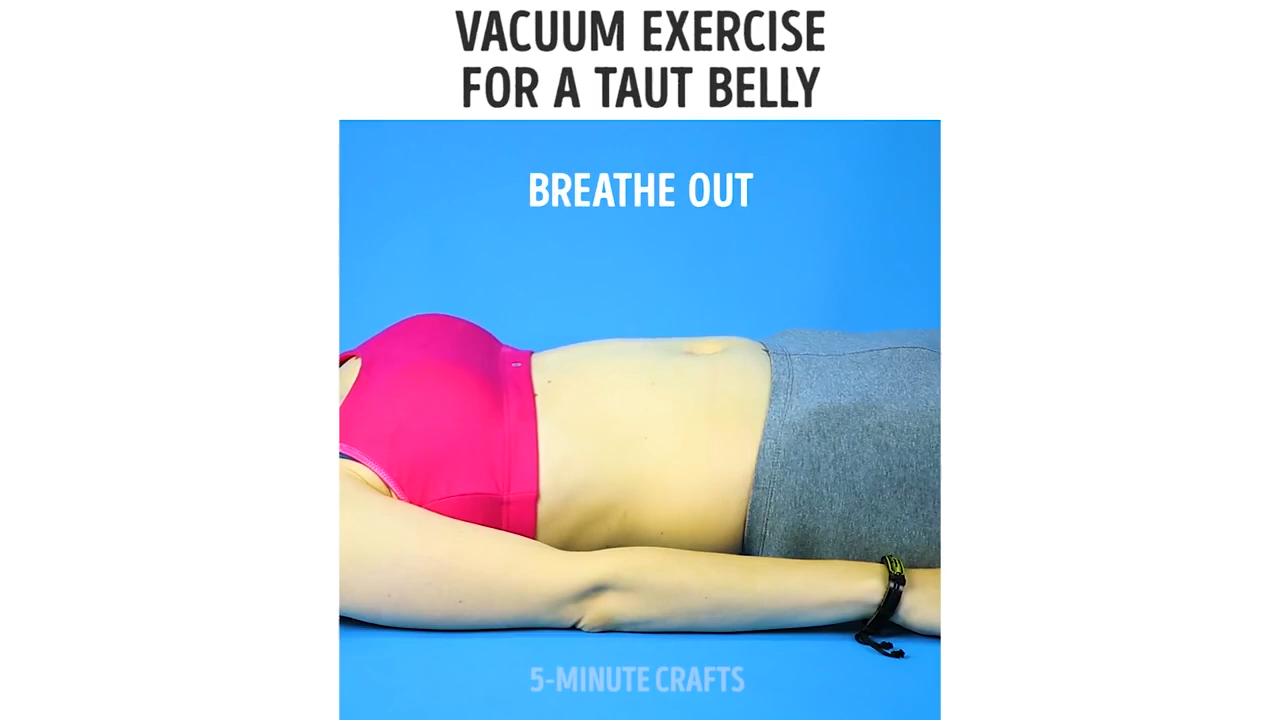 VACUUM EXERCISE
FOR A TAUT BELLY
BREATHE OUT
5-MINUTE CRAFTS